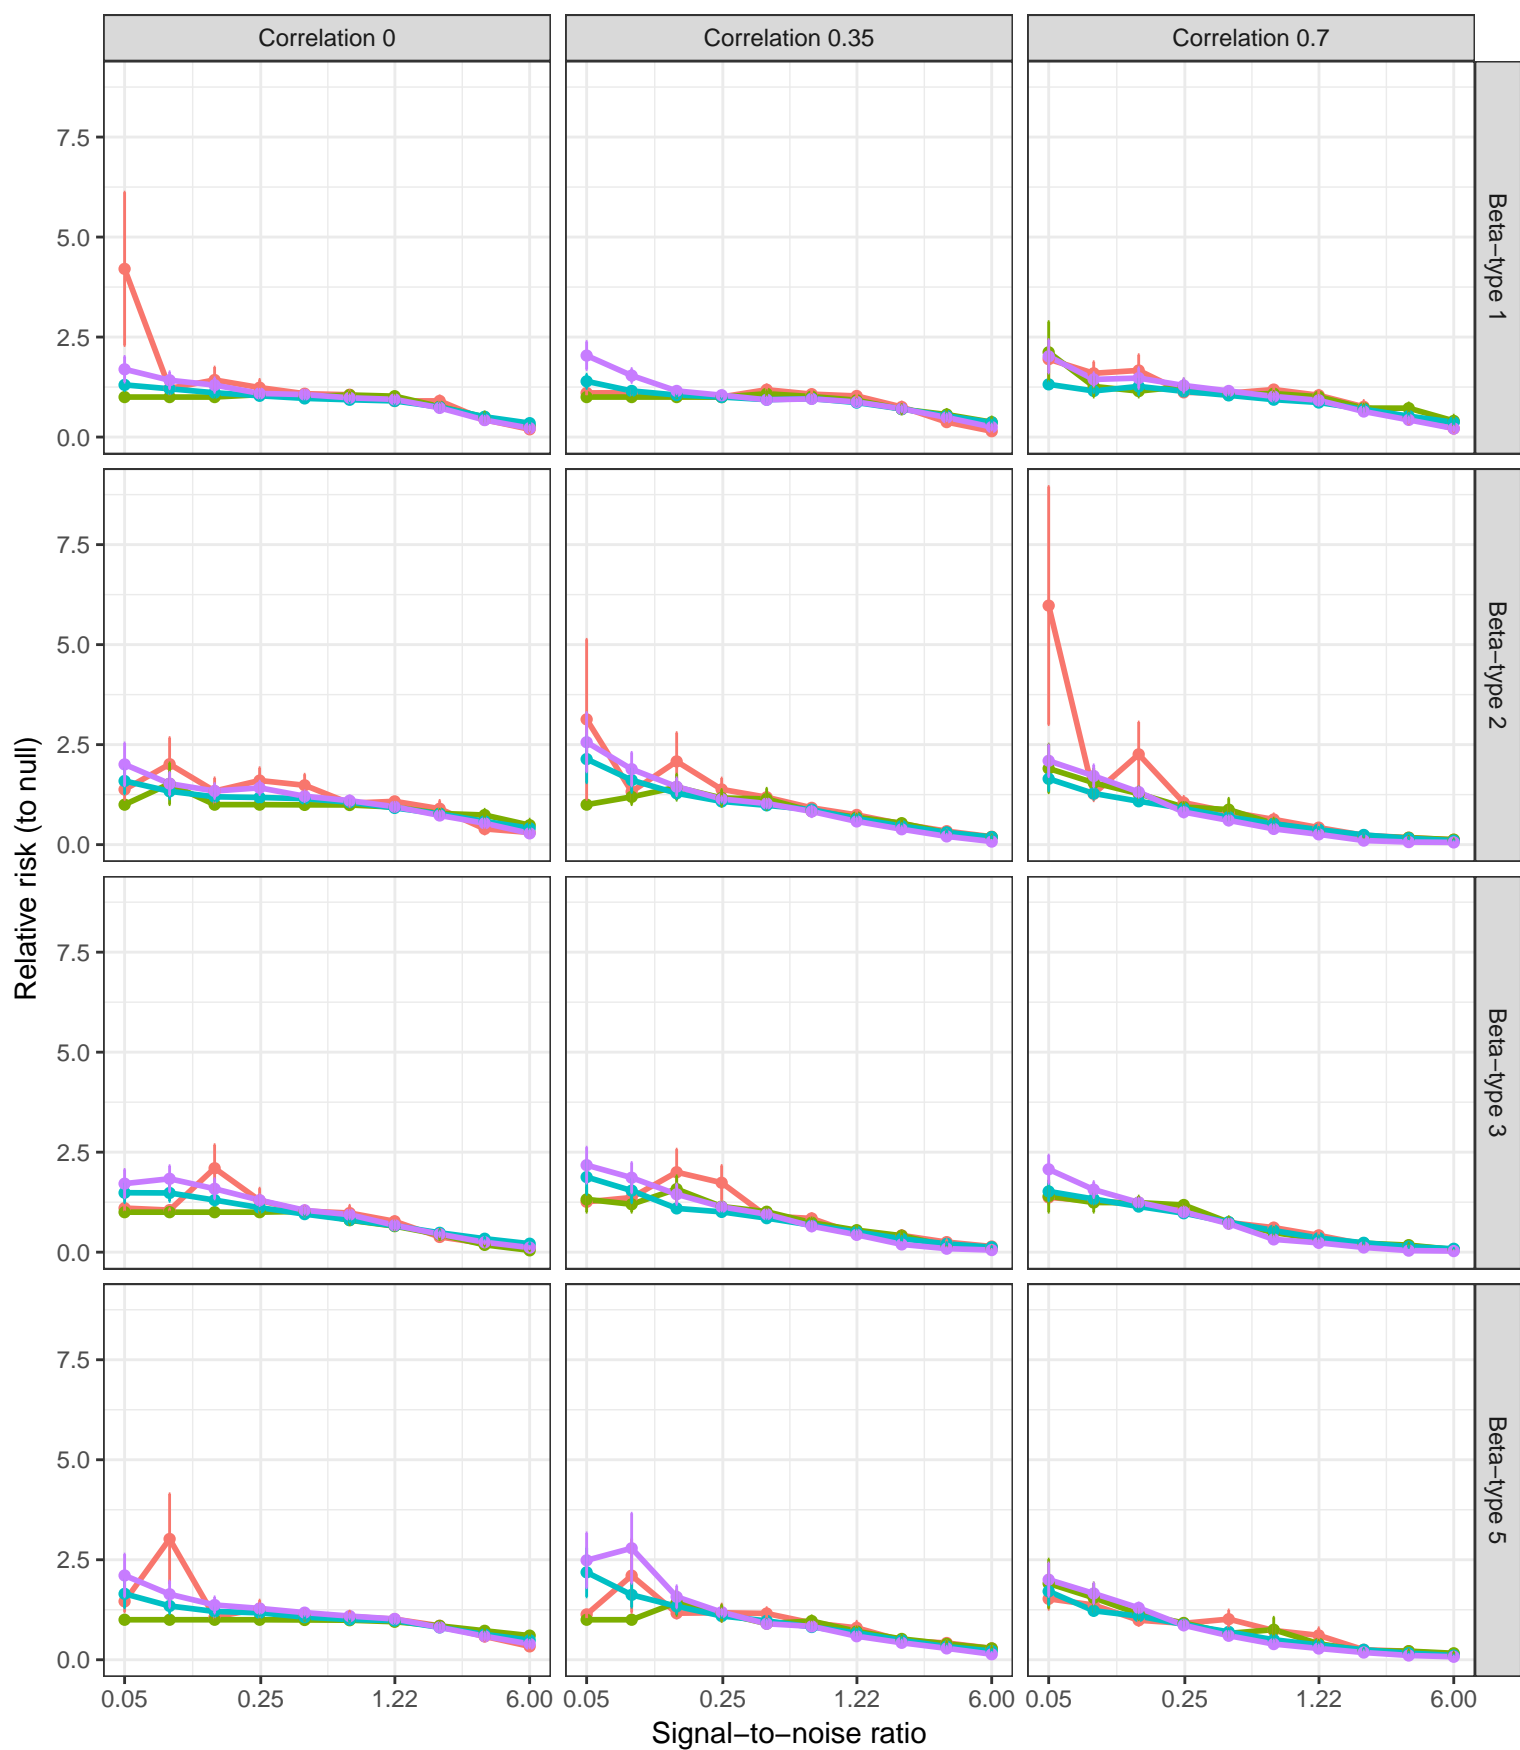 Correlation 0
Correlation 0.35
Correlation 0.7
7.5
5.0
2.5
0.0
Beta−type 1
7.5
5.0
2.5
0.0
Beta−type 2
7.5
5.0
2.5
0.0
Beta−type 3
7.5
5.0
2.5
0.0
Beta−type 5
Relative risk (to null)
0.05 0.25 1.22 6.00
0.05 0.25 1.22 6.00
0.05 0.25 1.22 6.00
Signal−to−noise ratio